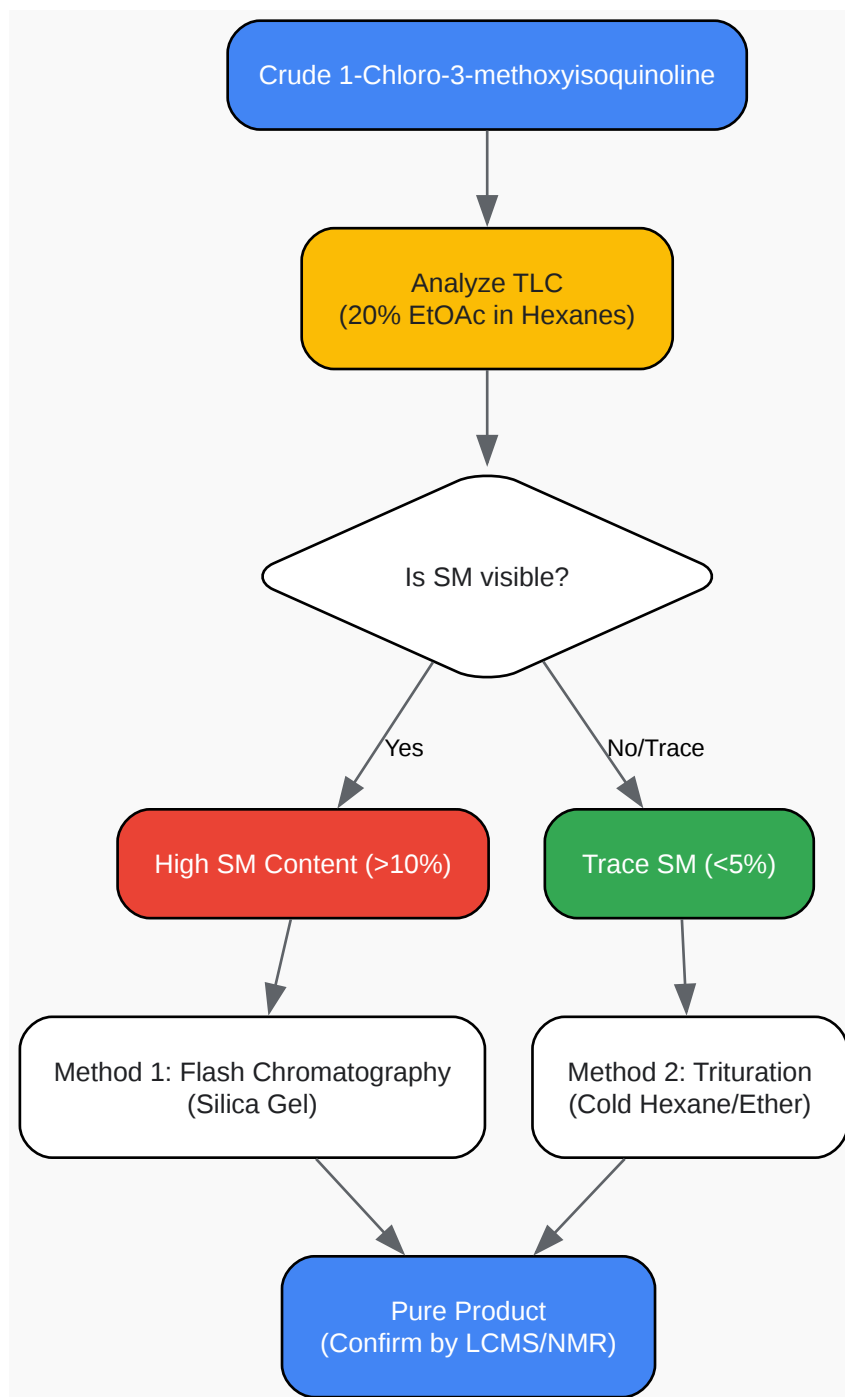 Crude 1-Chloro-3-methoxyisoquinoline
Analyze TLC
(20% EtOAc in Hexanes)
Is SM visible?
Yes
No/Trace
High SM Content (>10%)
Trace SM (<5%)
Method 1: Flash Chromatography
(Silica Gel)
Method 2: Trituration
(Cold Hexane/Ether)
Pure Product
(Confirm by LCMS/NMR)